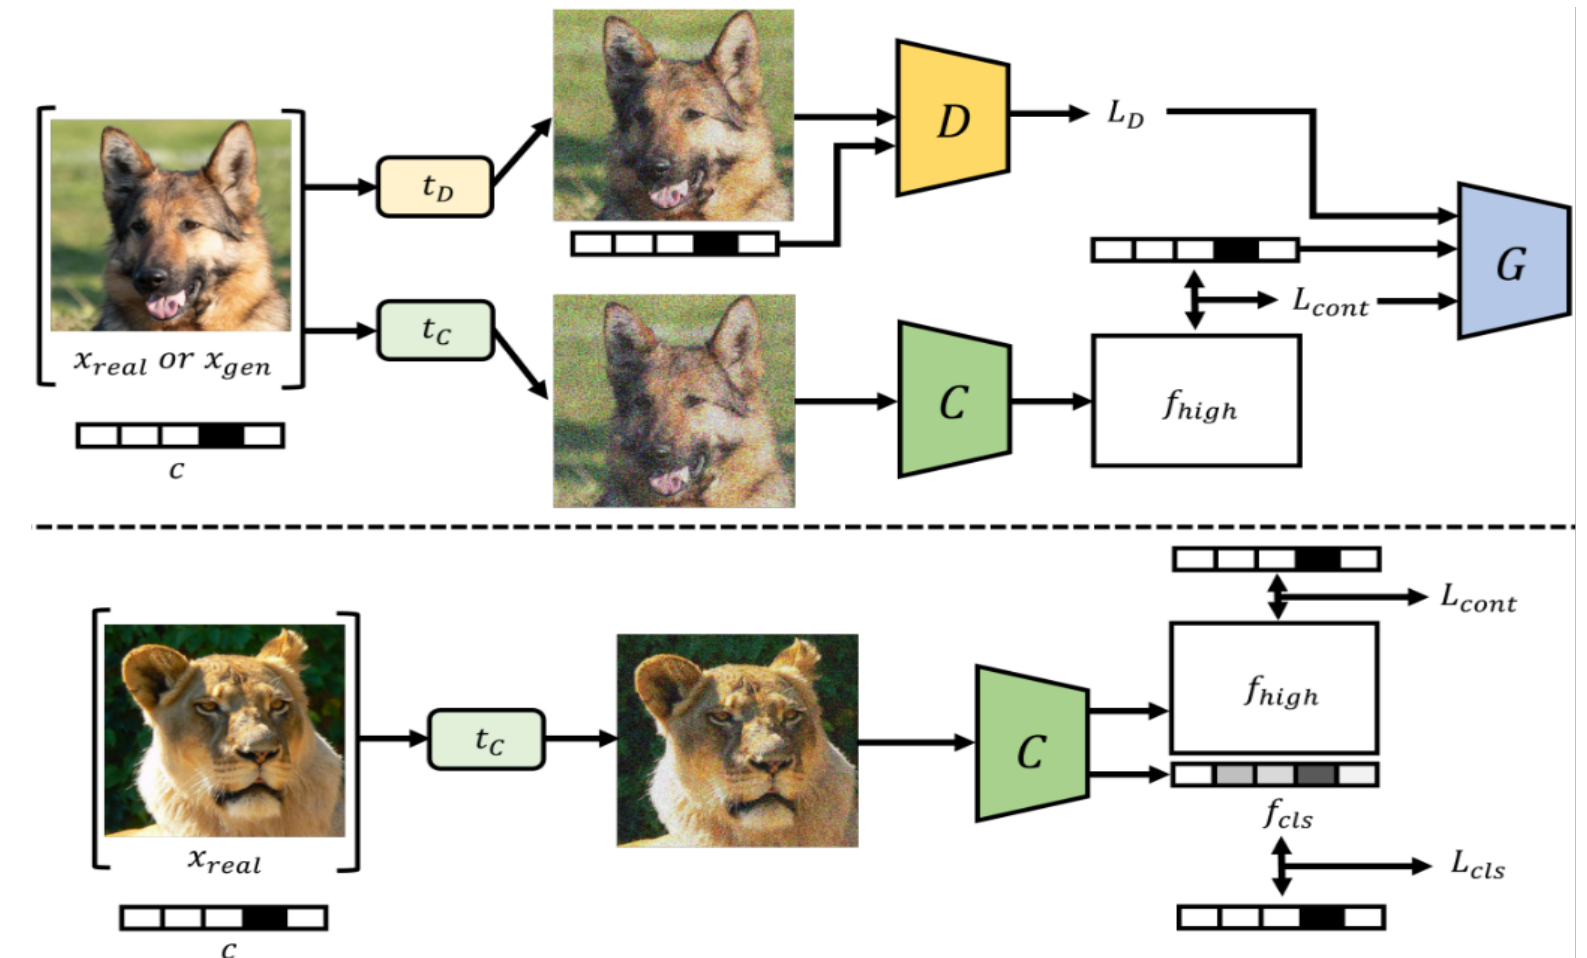 t_D
D
L_D
G
x_real or x_gen
c
t_C
C
L_cont
f_high
x_real
c
t_C
C
L_cont
f_high
f_cls
L_cls